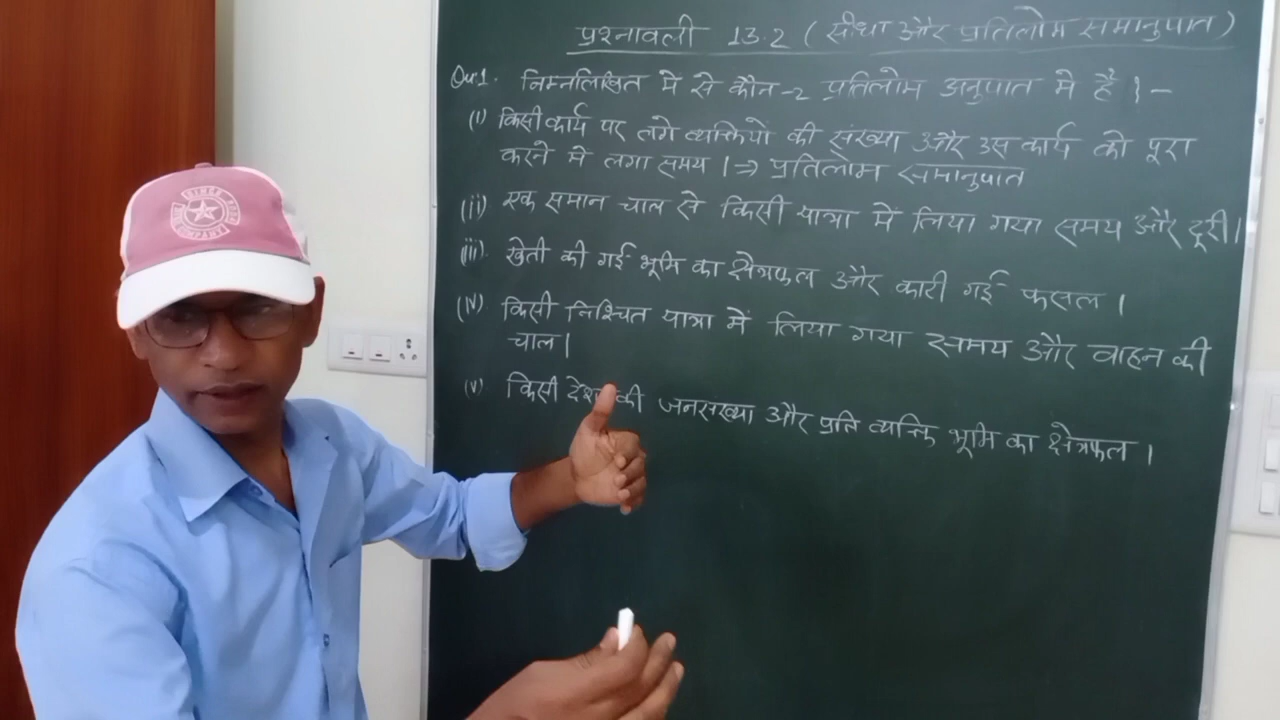 प्रश्नावली 13.2 (सीधा और प्रतिलोम समानुपात)
Que1. निम्नलिखित मे से कौन-2 प्रतिलोम अनुपात मे है।-
(i) किसी कार्य पर लगे व्यक्तियो की संख्या और उस कार्य को पूरा
करने में लगा समय।⇒ प्रतिलोम समानुपात
(ii) एक समान चाल से किसी यात्रा में लिया गया समय और दूरी।
(iii). खेती की गई भूमि का क्षेत्रफल और काटी गई फसल।
(iv) किसी निश्चित यात्रा में लिया गया समय और वाहन की
चाल।
(v) किसी देश की जनसख्या और प्रति व्यक्ति भूमि का क्षेत्रफल।
COMPANY